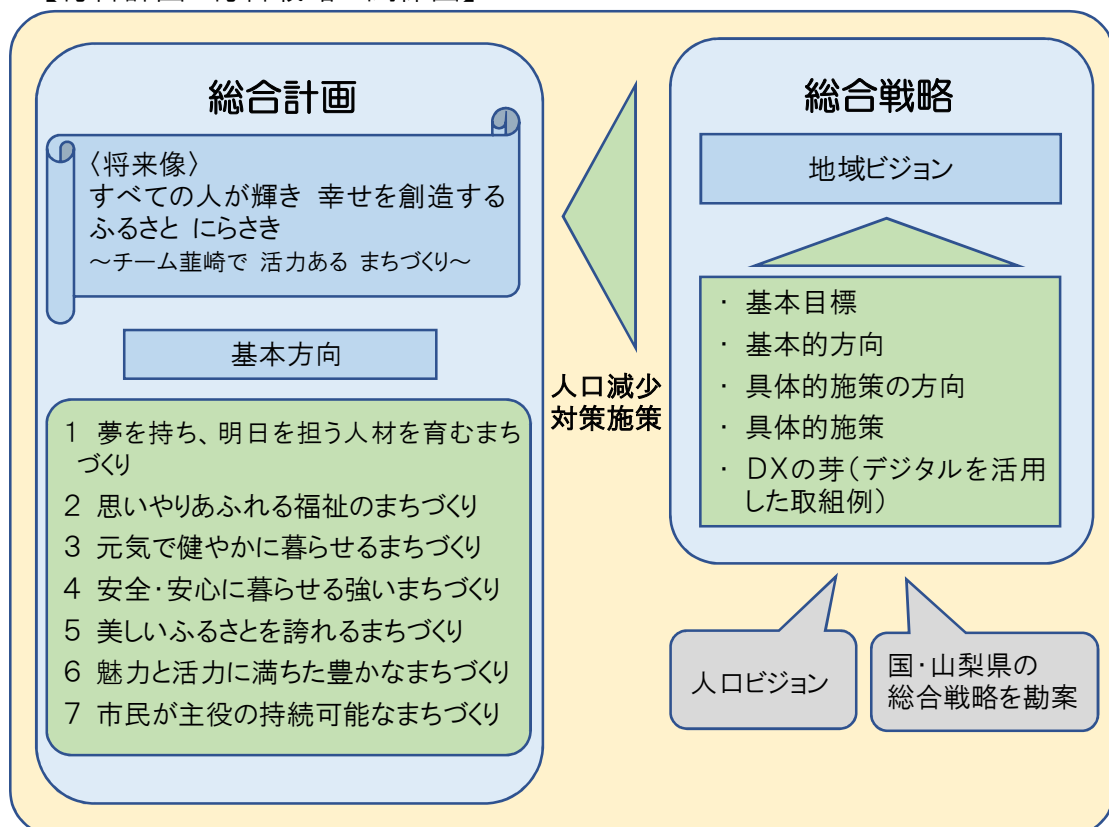 総合計画
〈将来像〉
すべての人が輝き 幸せを創造する
ふるさと にらさき
～チーム韮崎で 活力ある まちづくり～
基本方向
1 夢を持ち、明日を担う人材を育むまち
づくり
2 思いやりあふれる福祉のまちづくり
3 元気で健やかに暮らせるまちづくり
4 安全・安心に暮らせる強いまちづくり
5 美しいふるさとを誇れるまちづくり
6 魅力と活力に満ちた豊かなまちづくり
7 市民が主役の持続可能なまちづくり
人口減少
対策施策
総合戦略
地域ビジョン
・ 基本目標
・ 基本的方向
・ 具体的施策の方向
・ 具体的施策
・ DXの芽（デジタルを活用
した取組例）
人口ビジョン
国・山梨県の
総合戦略を勘案